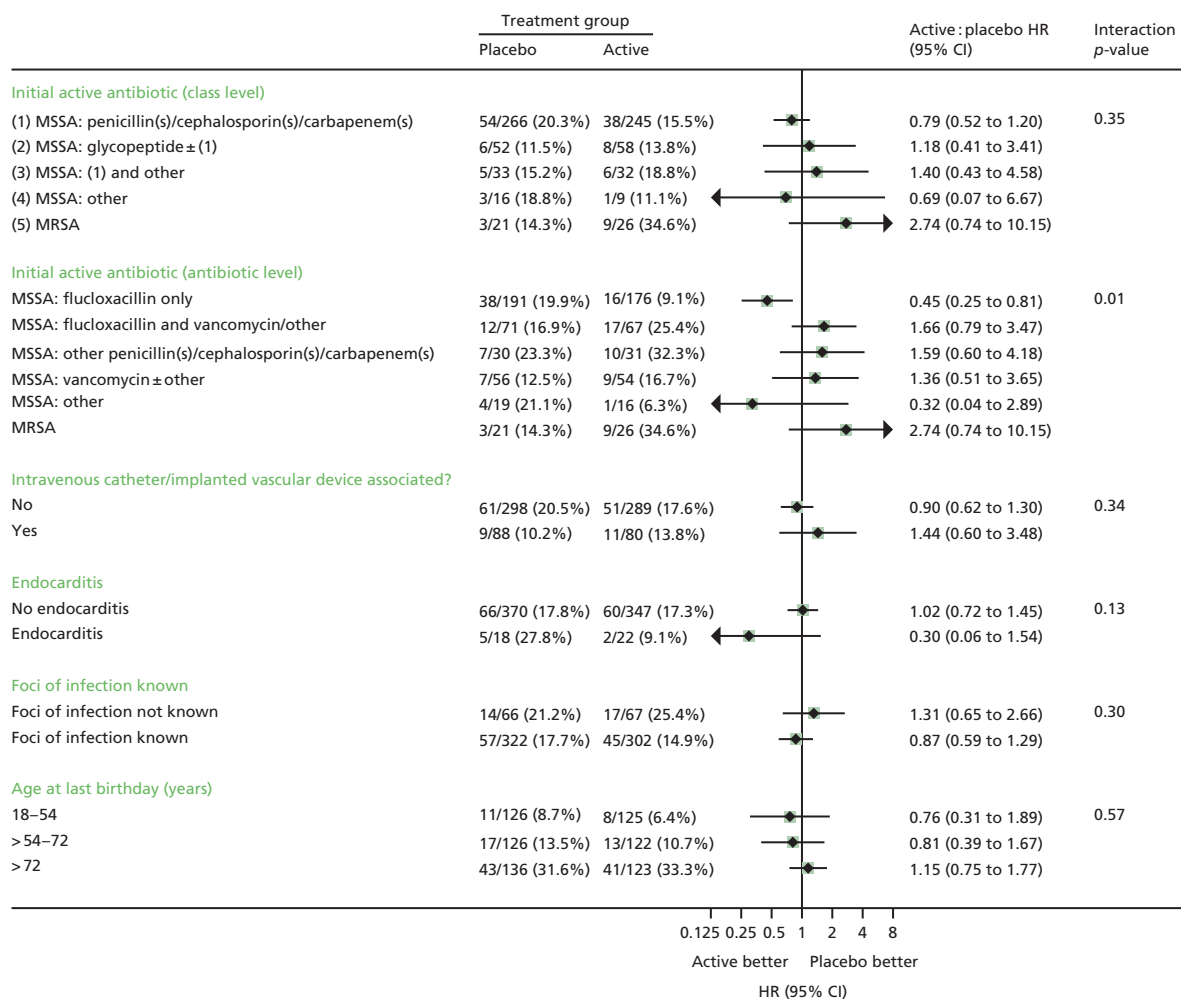 Treatment group
Placebo Active Active : placebo HR (95% CI) Interaction p-value
Initial active antibiotic (class level)
(1) MSSA: penicillin(s)/cephalosporin(s)/carbapenem(s) 54/266 (20.3%) 38/245 (15.5%) 0.79 (0.52 to 1.20) 0.35
(2) MSSA: glycopeptide ± (1) 6/52 (11.5%) 8/58 (13.8%) 1.18 (0.41 to 3.41)
(3) MSSA: (1) and other 5/33 (15.2%) 6/32 (18.8%) 1.40 (0.43 to 4.58)
(4) MSSA: other 3/16 (18.8%) 1/9 (11.1%) 0.69 (0.07 to 6.67)
(5) MRSA 3/21 (14.3%) 9/26 (34.6%) 2.74 (0.74 to 10.15)
Initial active antibiotic (antibiotic level)
MSSA: flucloxacillin only 38/191 (19.9%) 16/176 (9.1%) 0.45 (0.25 to 0.81) 0.01
MSSA: flucloxacillin and vancomycin/other 12/71 (16.9%) 17/67 (25.4%) 1.66 (0.79 to 3.47)
MSSA: other penicillin(s)/cephalosporin(s)/carbapenem(s) 7/30 (23.3%) 10/31 (32.3%) 1.59 (0.60 to 4.18)
MSSA: vancomycin ± other 7/56 (12.5%) 9/54 (16.7%) 1.36 (0.51 to 3.65)
MSSA: other 4/19 (21.1%) 1/16 (6.3%) 0.32 (0.04 to 2.89)
MRSA 3/21 (14.3%) 9/26 (34.6%) 2.74 (0.74 to 10.15)
Intravenous catheter/implanted vascular device associated?
No 61/298 (20.5%) 51/289 (17.6%) 0.90 (0.62 to 1.30) 0.34
Yes 9/88 (10.2%) 11/80 (13.8%) 1.44 (0.60 to 3.48)
Endocarditis
No endocarditis 66/370 (17.8%) 60/347 (17.3%) 1.02 (0.72 to 1.45) 0.13
Endocarditis 5/18 (27.8%) 2/22 (9.1%) 0.30 (0.06 to 1.54)
Foci of infection known
Foci of infection not known 14/66 (21.2%) 17/67 (25.4%) 1.31 (0.65 to 2.66) 0.30
Foci of infection known 57/322 (17.7%) 45/302 (14.9%) 0.87 (0.59 to 1.29)
Age at last birthday (years)
18–54 11/126 (8.7%) 8/125 (6.4%) 0.76 (0.31 to 1.89) 0.57
> 54–72 17/126 (13.5%) 13/122 (10.7%) 0.81 (0.39 to 1.67)
> 72 43/136 (31.6%) 41/123 (33.3%) 1.15 (0.75 to 1.77)
0.125 0.25 0.5 1 2 4 8
Active better Placebo better
HR (95% CI)